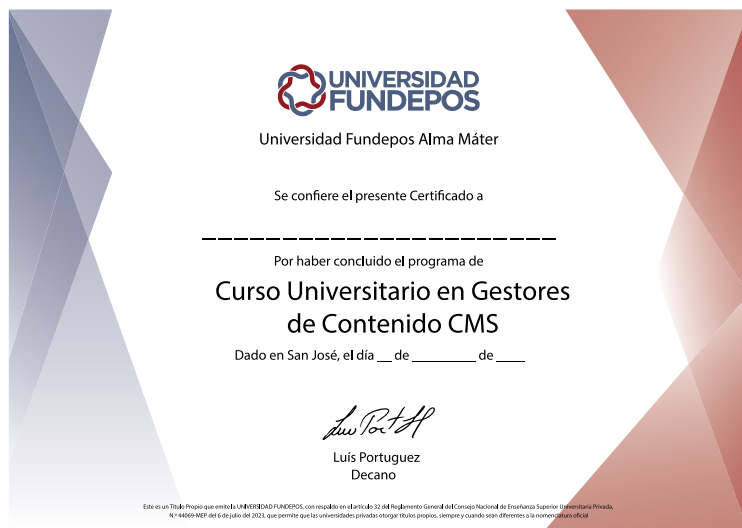 UNIVERSIDAD
FUNDEPOS
Universidad Fundepos Alma Máter
Se confiere el presente Certificado a
Por haber concluido el programa de
Curso Universitario en Gestores
de Contenido CMS
Dado en San José, el día __ de ________ de ____
Luís Portuguez
Decano
Este es un Título Propio que emite la UNIVERSIDAD FUNDEPOS, con respaldo en el artículo 32 del Reglamento General del Consejo Nacional de Enseñanza Superior Universitaria Privada,
N.º 44069-MEP del 6 de julio del 2023, que permite que las universidades privadas otorgar títulos propios, siempre y cuando sean diferentes a la nomenclatura oficial